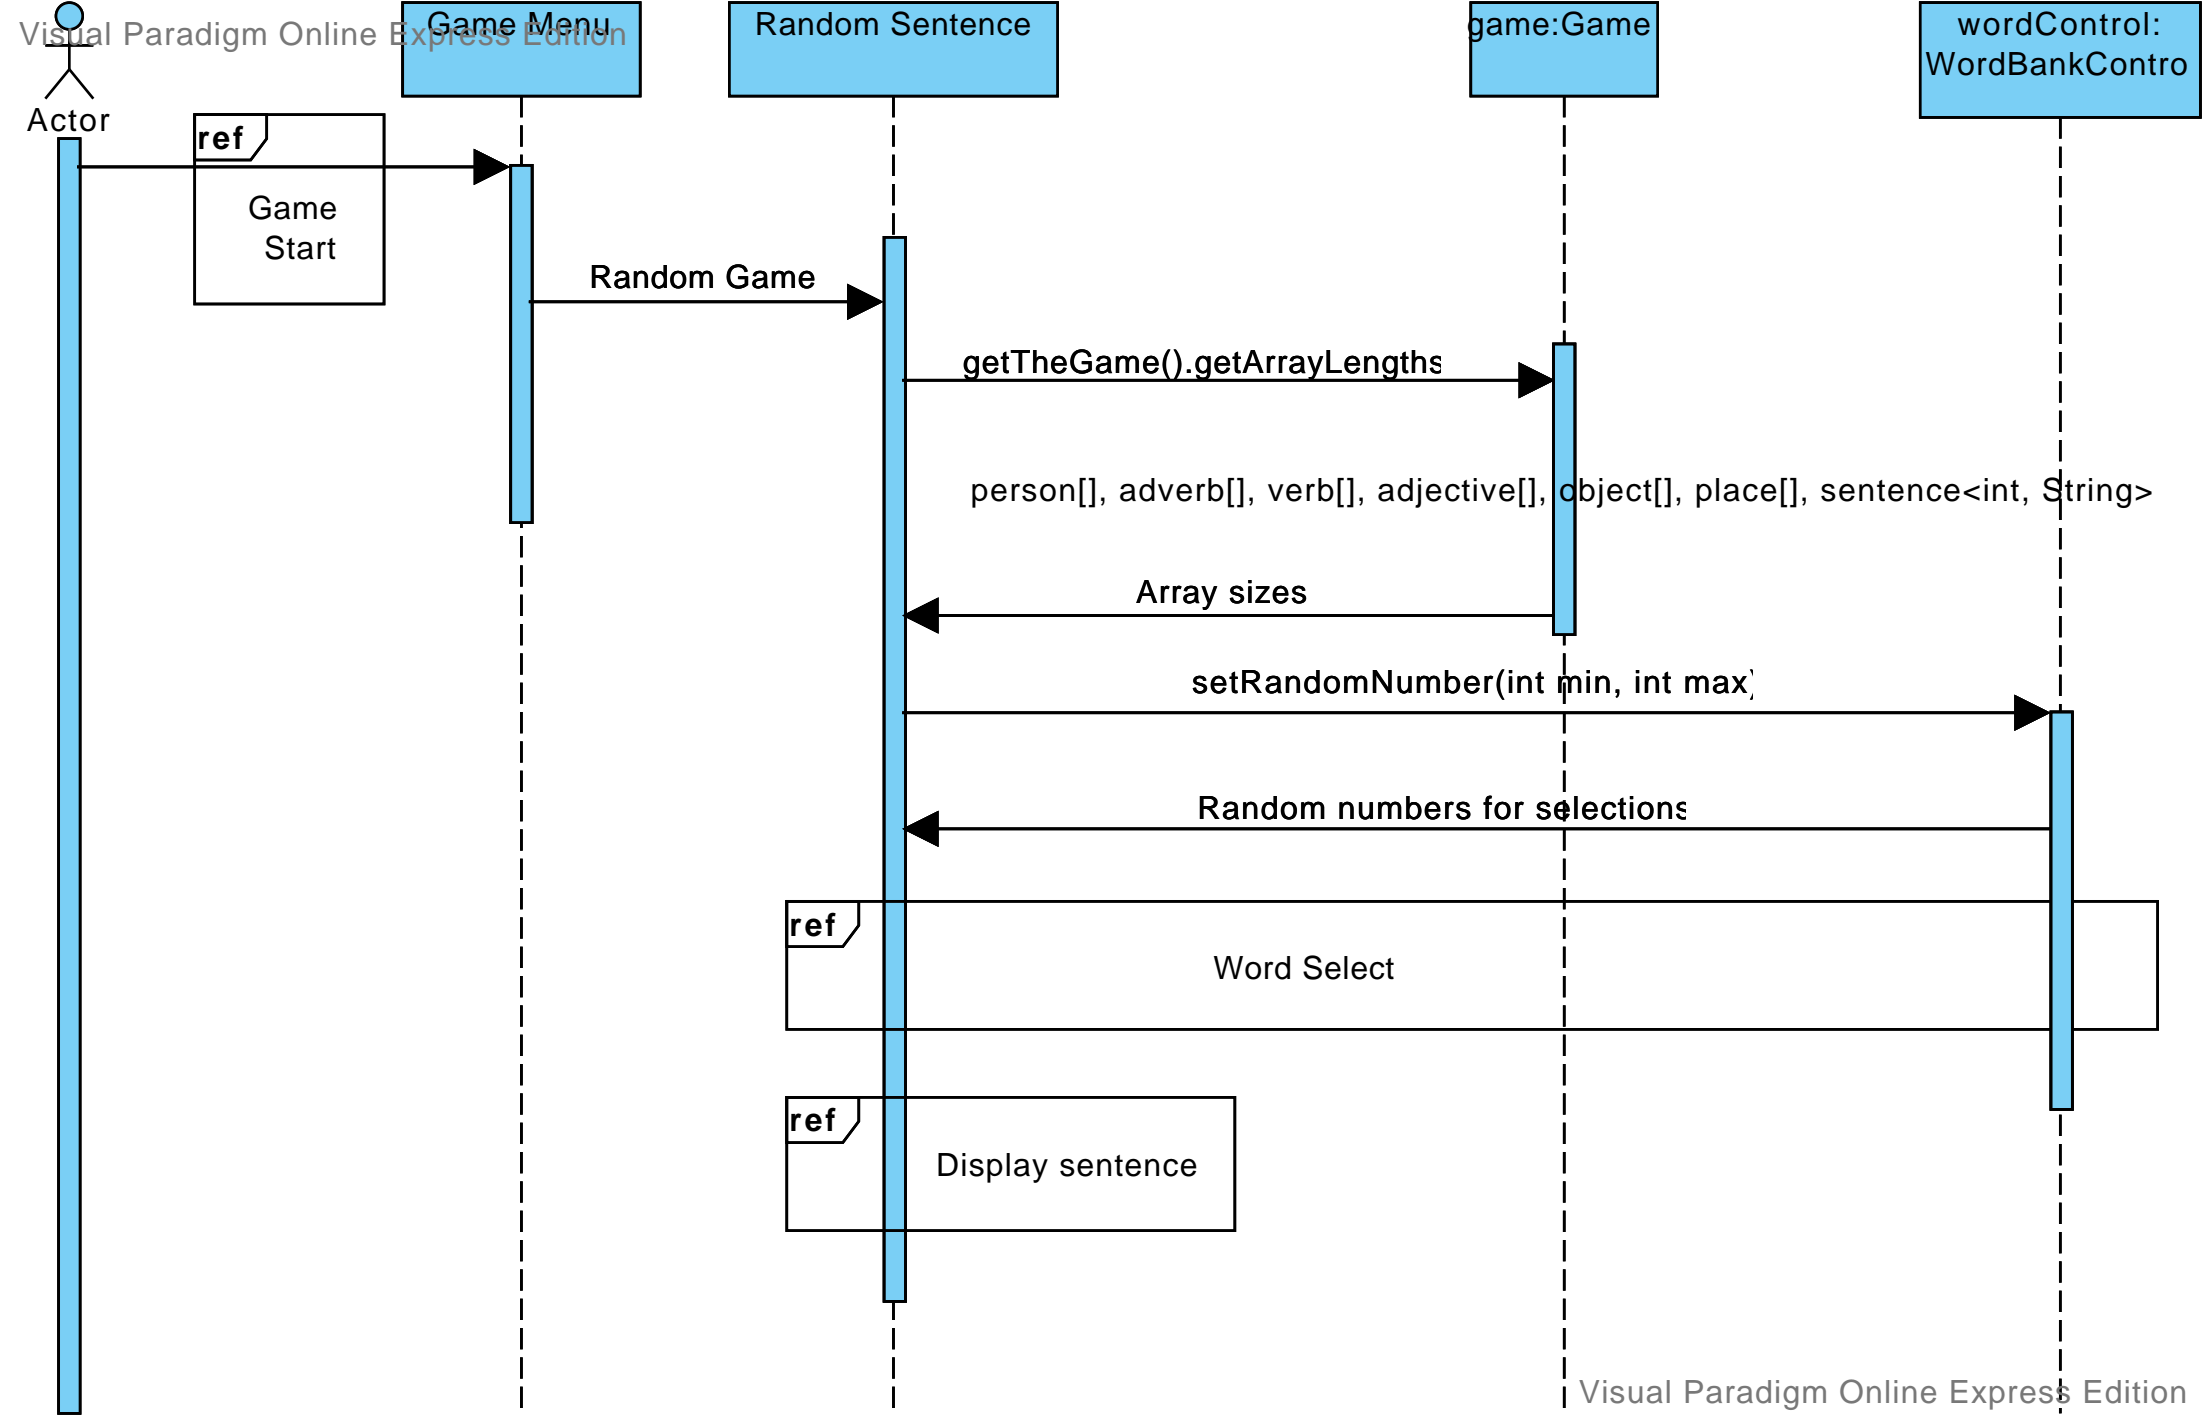 Visual Paradigm Online Express Edition
Game Menu
Random Sentence
game:Game
wordControl:
WordBankContro
Actor
ref
Game
Start
Random Game
getTheGame().getArrayLengths
person[], adverb[], verb[], adjective[], object[], place[], sentence<int, String>
Array sizes
setRandomNumber(int min, int max)
Random numbers for selections
ref
Word Select
ref
Display sentence
Visual Paradigm Online Express Edition